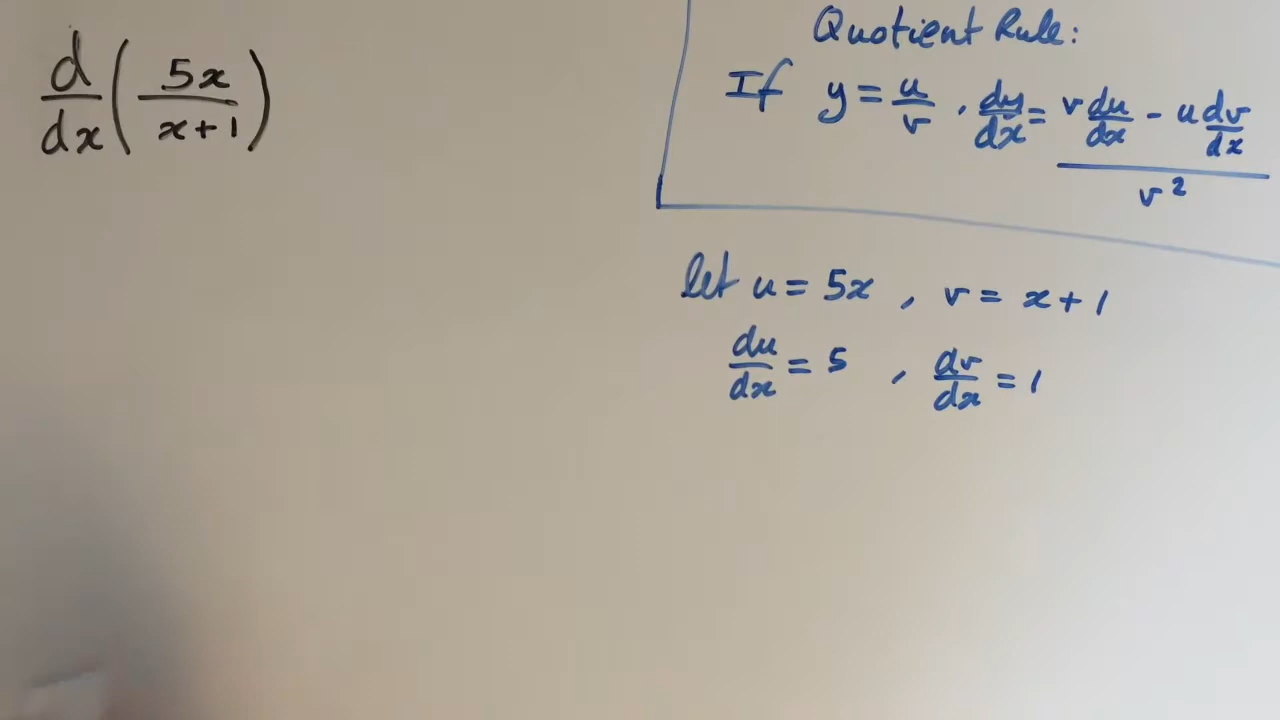 d/dx (5x/(x+1))
Quotient Rule:
If y = u/v , dy/dx = (v du/dx - u dv/dx)/v²
let u = 5x , v = x + 1
du/dx = 5 , dv/dx = 1